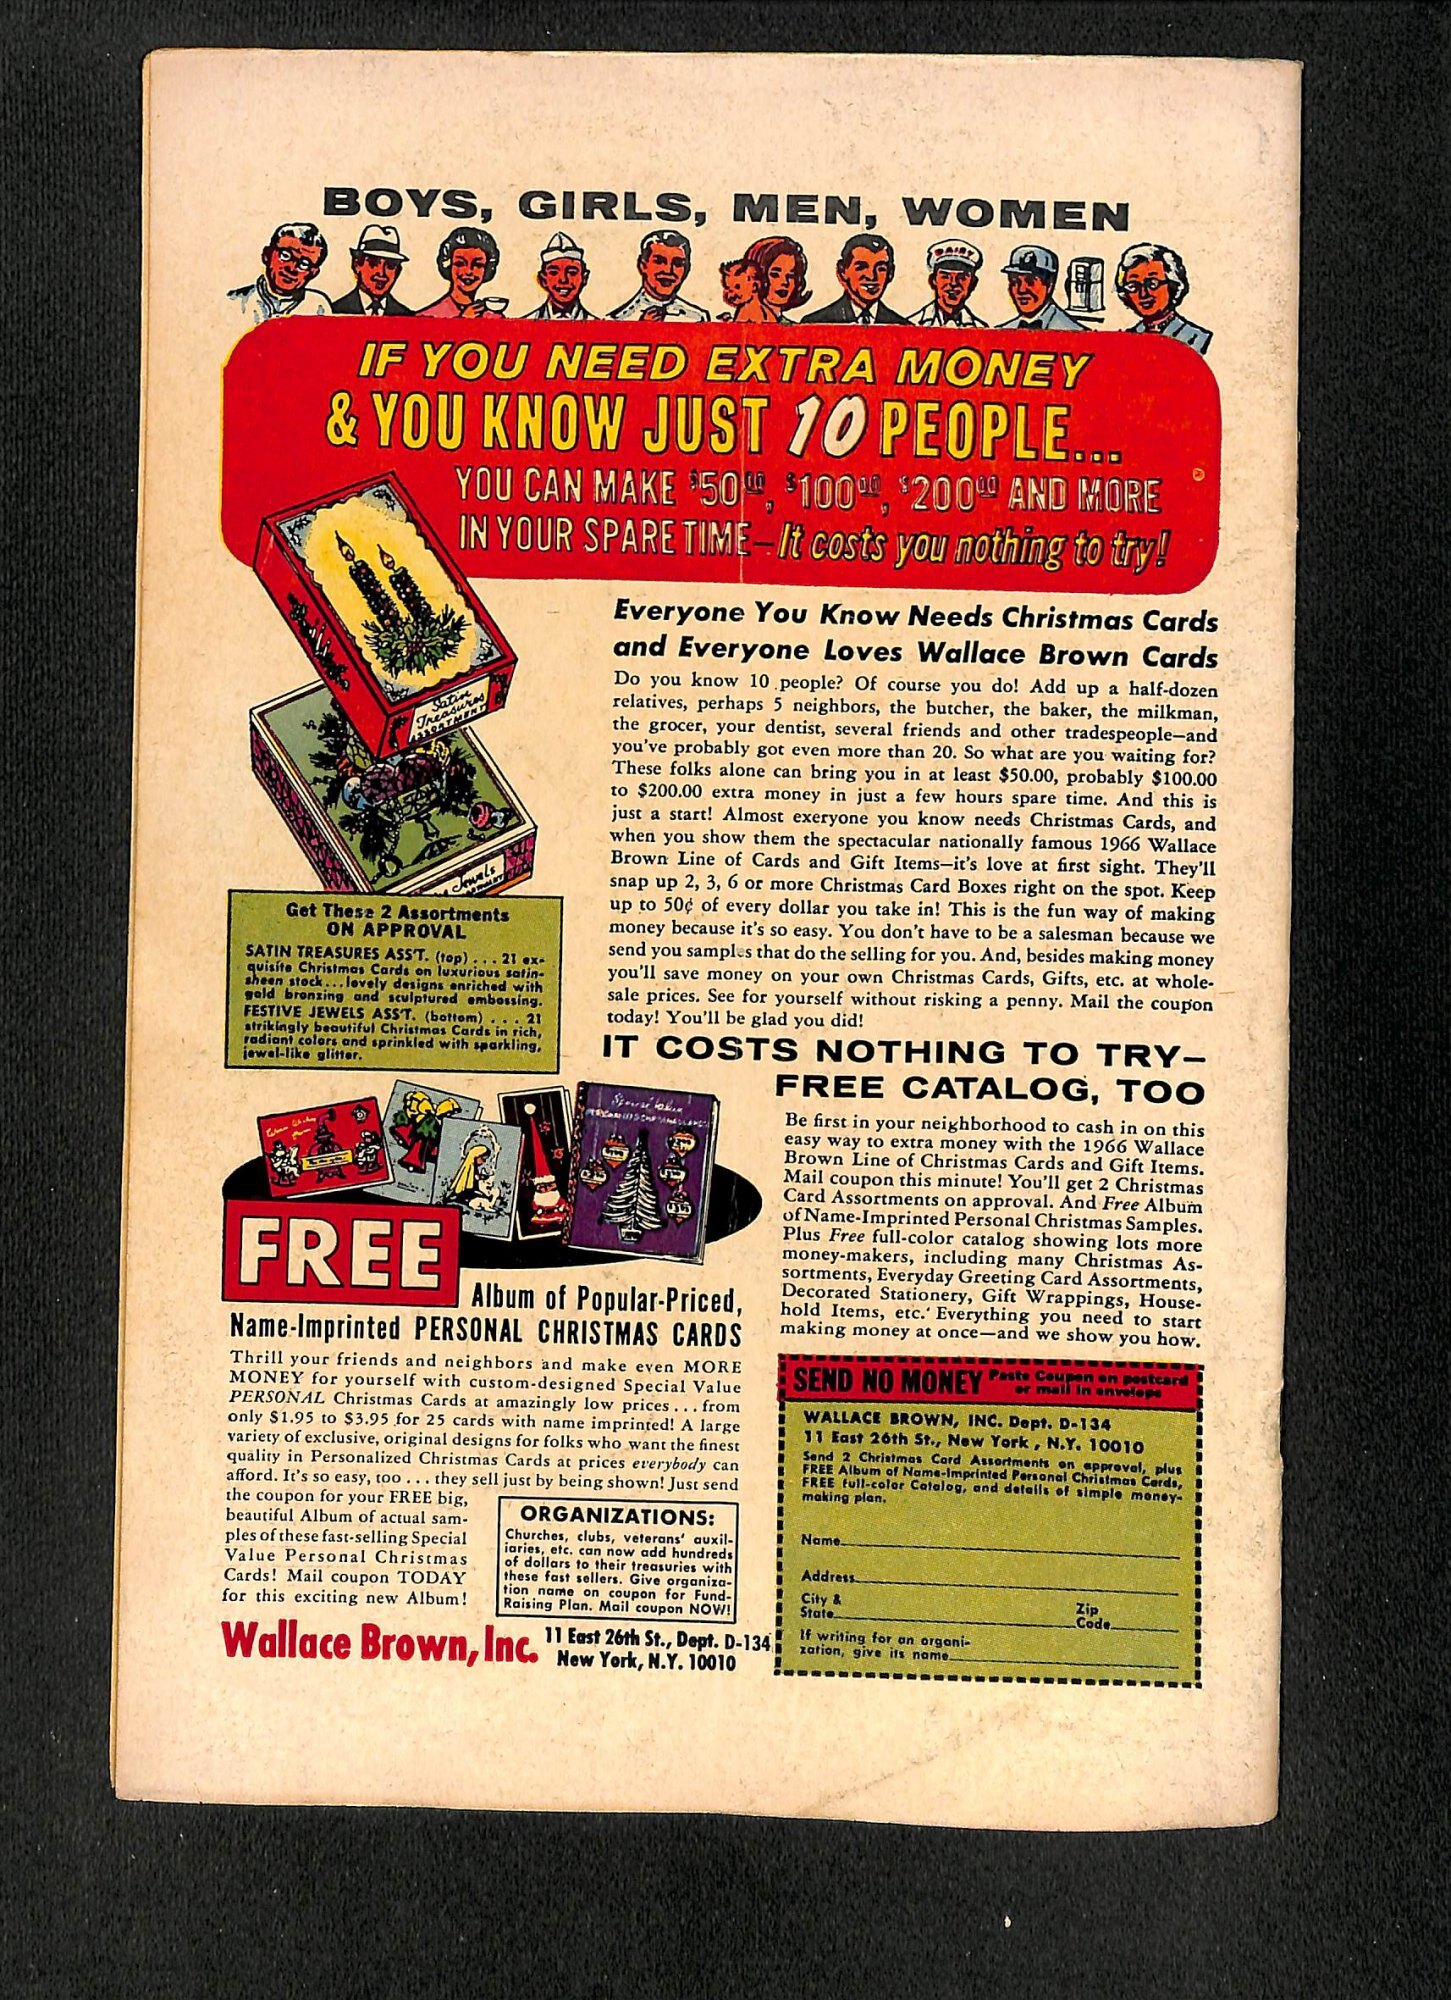 BOYS, GIRLS, MEN, WOMEN
DAIRY
IF YOU NEED EXTRA MONEY
& YOU KNOW JUST 10 PEOPLE...
YOU CAN MAKE $50⁰⁰, $100⁰⁰, $200⁰⁰ AND MORE
IN YOUR SPARE TIME—It costs you nothing to try!
Satin
Treasures
ASSORTMENT
Jewels
Get These 2 Assortments
ON APPROVAL
SATIN TREASURES ASS'T. (top) . . . 21 ex-
quisite Christmas Cards on luxurious satin-
sheen stock...lovely designs enriched with
gold bronzing and sculptured embossing.
FESTIVE JEWELS ASS'T. (bottom) . . . 21
strikingly beautiful Christmas Cards in rich,
radiant colors and sprinkled with sparkling,
jewel-like glitter.
Everyone You Know Needs Christmas Cards
and Everyone Loves Wallace Brown Cards
Do you know 10 people? Of course you do! Add up a half-dozen
relatives, perhaps 5 neighbors, the butcher, the baker, the milkman,
the grocer, your dentist, several friends and other tradespeople—and
you've probably got even more than 20. So what are you waiting for?
These folks alone can bring you in at least $50.00, probably $100.00
to $200.00 extra money in just a few hours spare time. And this is
just a start! Almost exeryone you know needs Christmas Cards, and
when you show them the spectacular nationally famous 1966 Wallace
Brown Line of Cards and Gift Items—it's love at first sight. They'll
snap up 2, 3, 6 or more Christmas Card Boxes right on the spot. Keep
up to 50¢ of every dollar you take in! This is the fun way of making
money because it's so easy. You don't have to be a salesman because we
send you samples that do the selling for you. And, besides making money
you'll save money on your own Christmas Cards, Gifts, etc. at whole-
sale prices. See for yourself without risking a penny. Mail the coupon
today! You'll be glad you did!
IT COSTS NOTHING TO TRY—
FREE CATALOG, TOO
Be first in your neighborhood to cash in on this
easy way to extra money with the 1966 Wallace
Brown Line of Christmas Cards and Gift Items.
Mail coupon this minute! You'll get 2 Christmas
Card Assortments on approval. And Free Album
of Name-Imprinted Personal Christmas Samples.
Plus Free full-color catalog showing lots more
money-makers, including many Christmas As-
sortments, Everyday Greeting Card Assortments,
Decorated Stationery, Gift Wrappings, House-
hold Items, etc. Everything you need to start
making money at once—and we show you how.
Special Value
FREE
Album of Popular-Priced,
Name-Imprinted PERSONAL CHRISTMAS CARDS
Thrill your friends and neighbors and make even MORE
MONEY for yourself with custom-designed Special Value
PERSONAL Christmas Cards at amazingly low prices . . . from
only $1.95 to $3.95 for 25 cards with name imprinted! A large
variety of exclusive, original designs for folks who want the finest
quality in Personalized Christmas Cards at prices everybody can
afford. It's so easy, too . . . they sell just by being shown! Just send
the coupon for your FREE big,
beautiful Album of actual sam-
ples of these fast-selling Special
Value Personal Christmas
Cards! Mail coupon TODAY
for this exciting new Album!
ORGANIZATIONS:
Churches, clubs, veterans' auxil-
iaries, etc. can now add hundreds
of dollars to their treasuries with
these fast sellers. Give organiza-
tion name on coupon for Fund-
Raising Plan. Mail coupon NOW!
Wallace Brown, Inc. 11 East 26th St., Dept. D-134
New York, N.Y. 10010
SEND NO MONEY Paste Coupon on postcard
or mail in envelope
WALLACE BROWN, INC. Dept. D-134
11 East 26th St., New York, N.Y. 10010
Send 2 Christmas Card Assortments on approval, plus
FREE Album of Name-Imprinted Personal Christmas Cards,
FREE full-color Catalog, and details of simple money-
making plan.
Name
Address
City &
State
Zip
Code
If writing for an organi-
zation, give its name